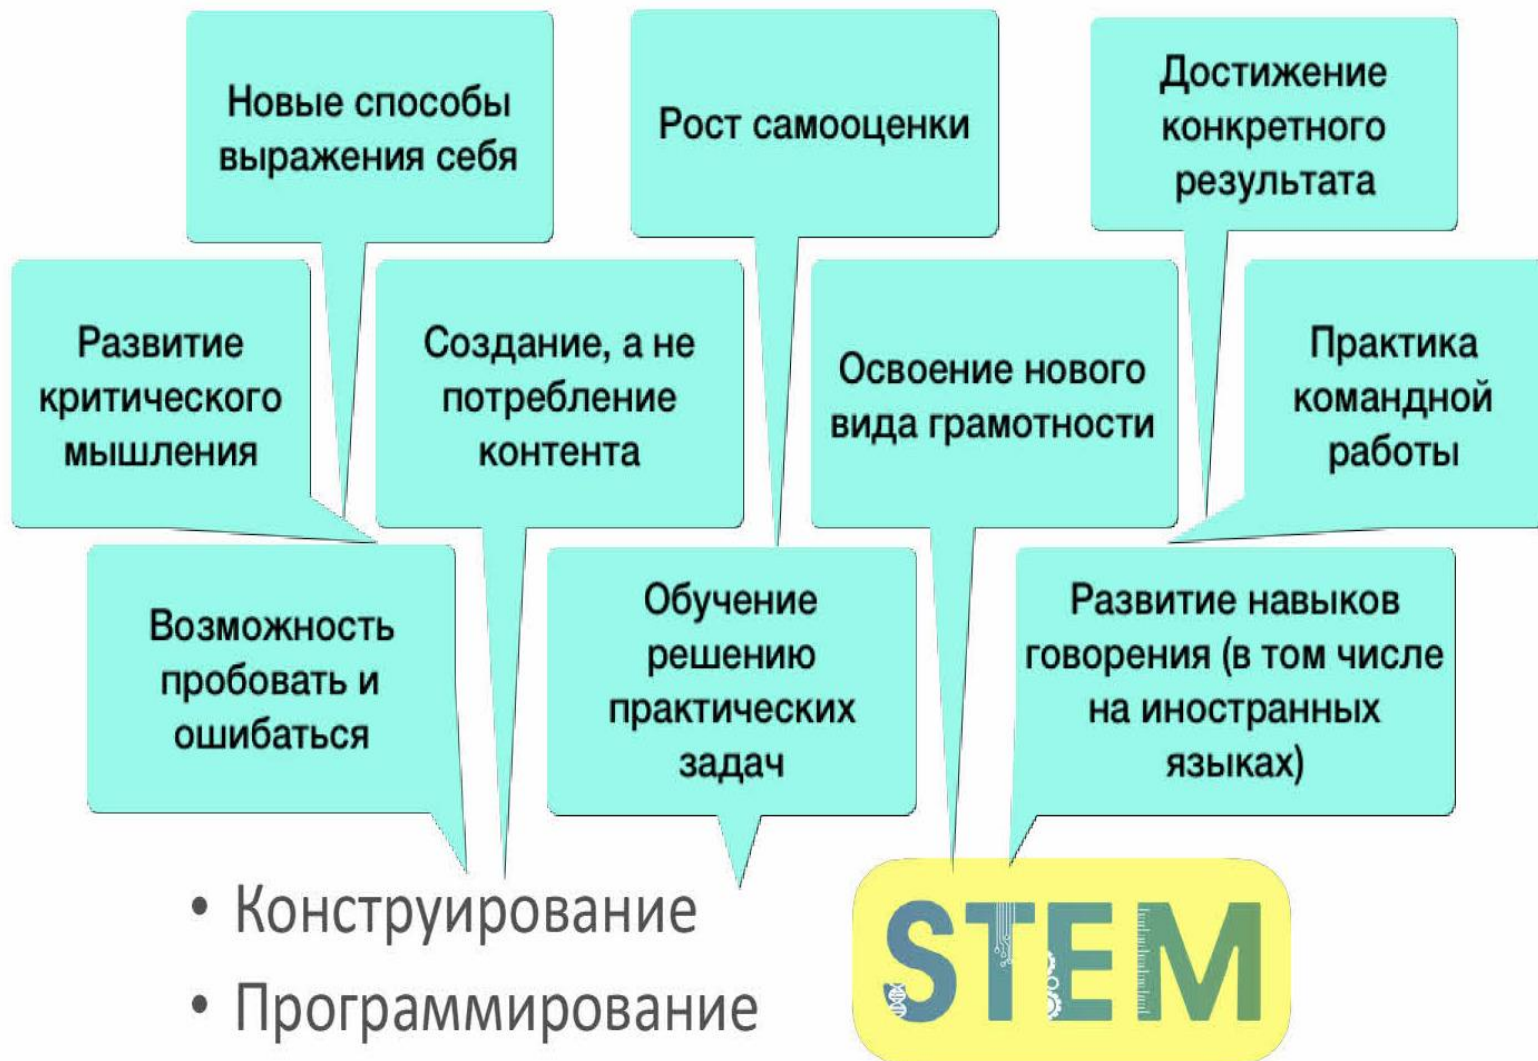 Новые способы
выражения себя
Рост самооценки
Достижение
конкретного
результата
Развитие
критического
мышления
Создание, а не
потребление
контента
Освоение нового
вида грамотности
Практика
командной
работы
Возможность
пробовать и
ошибаться
Обучение
решению
практических
задач
Развитие навыков
говорения (в том числе
на иностранных
языках)
• Конструирование
• Программирование
STEM